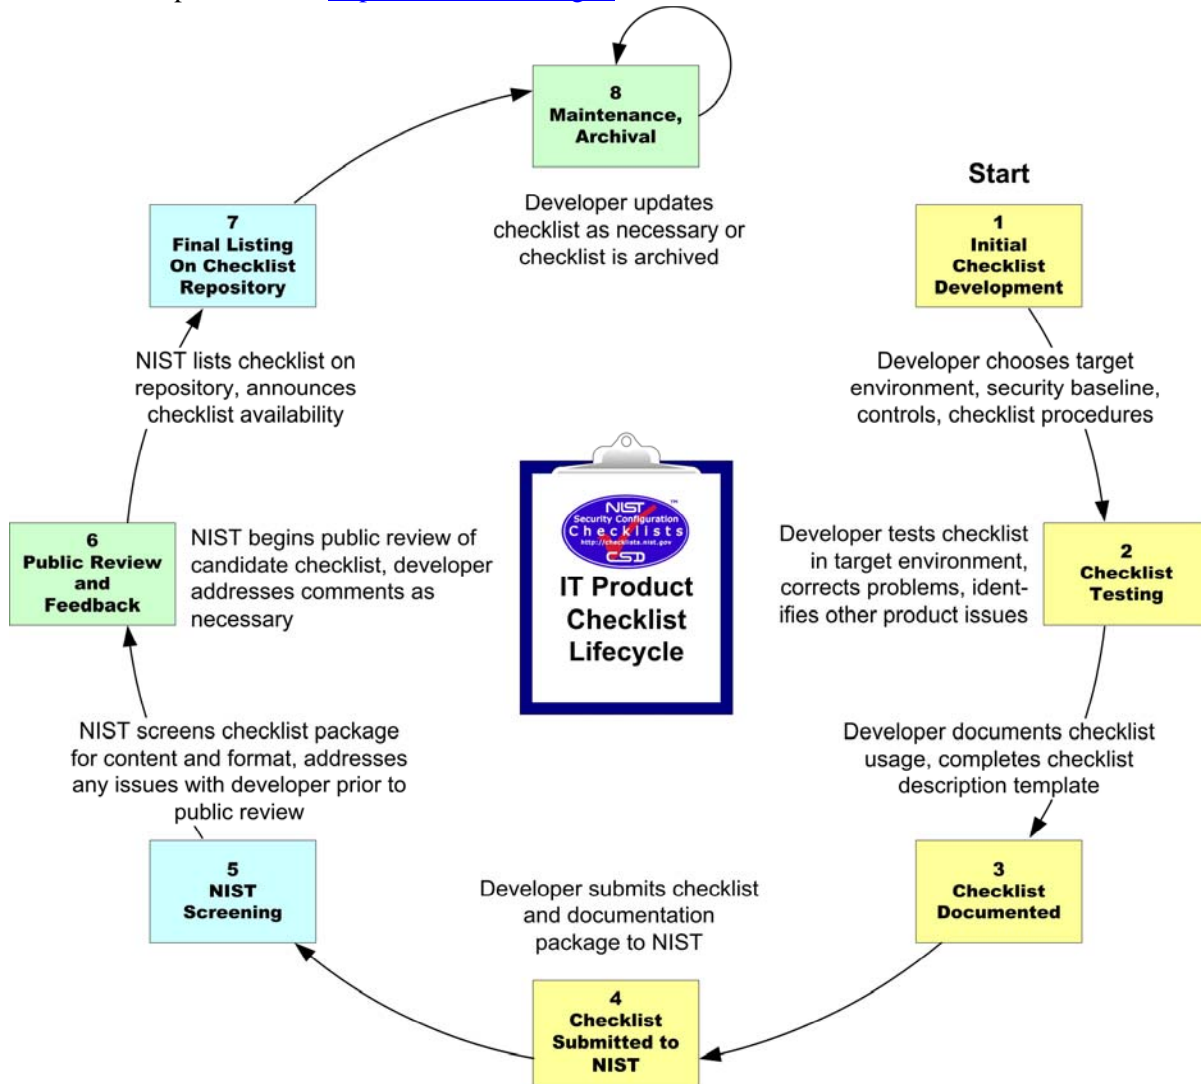 8
Maintenance,
Archival
Developer updates
checklist as necessary or
checklist is archived
Start
1
Initial
Checklist
Development
Developer chooses target
environment, security baseline,
controls, checklist procedures
2
Checklist
Testing
Developer tests checklist
in target environment,
corrects problems, ident-
ifies other product issues
Developer documents checklist
usage, completes checklist
description template
3
Checklist
Documented
Developer submits checklist
and documentation
package to NIST
4
Checklist
Submitted to
NIST
5
NIST
Screening
NIST screens checklist package
for content and format, addresses
any issues with developer prior to
public review
6
Public Review
and
Feedback
NIST begins public review of
candidate checklist, developer
addresses comments as
necessary
NIST lists checklist on
repository, announces
checklist availability
7
Final Listing
On Checklist
Repository
NIST TM
Security Configuration
Checklists
http://checklists.nist.gov
CSD
IT Product
Checklist
Lifecycle